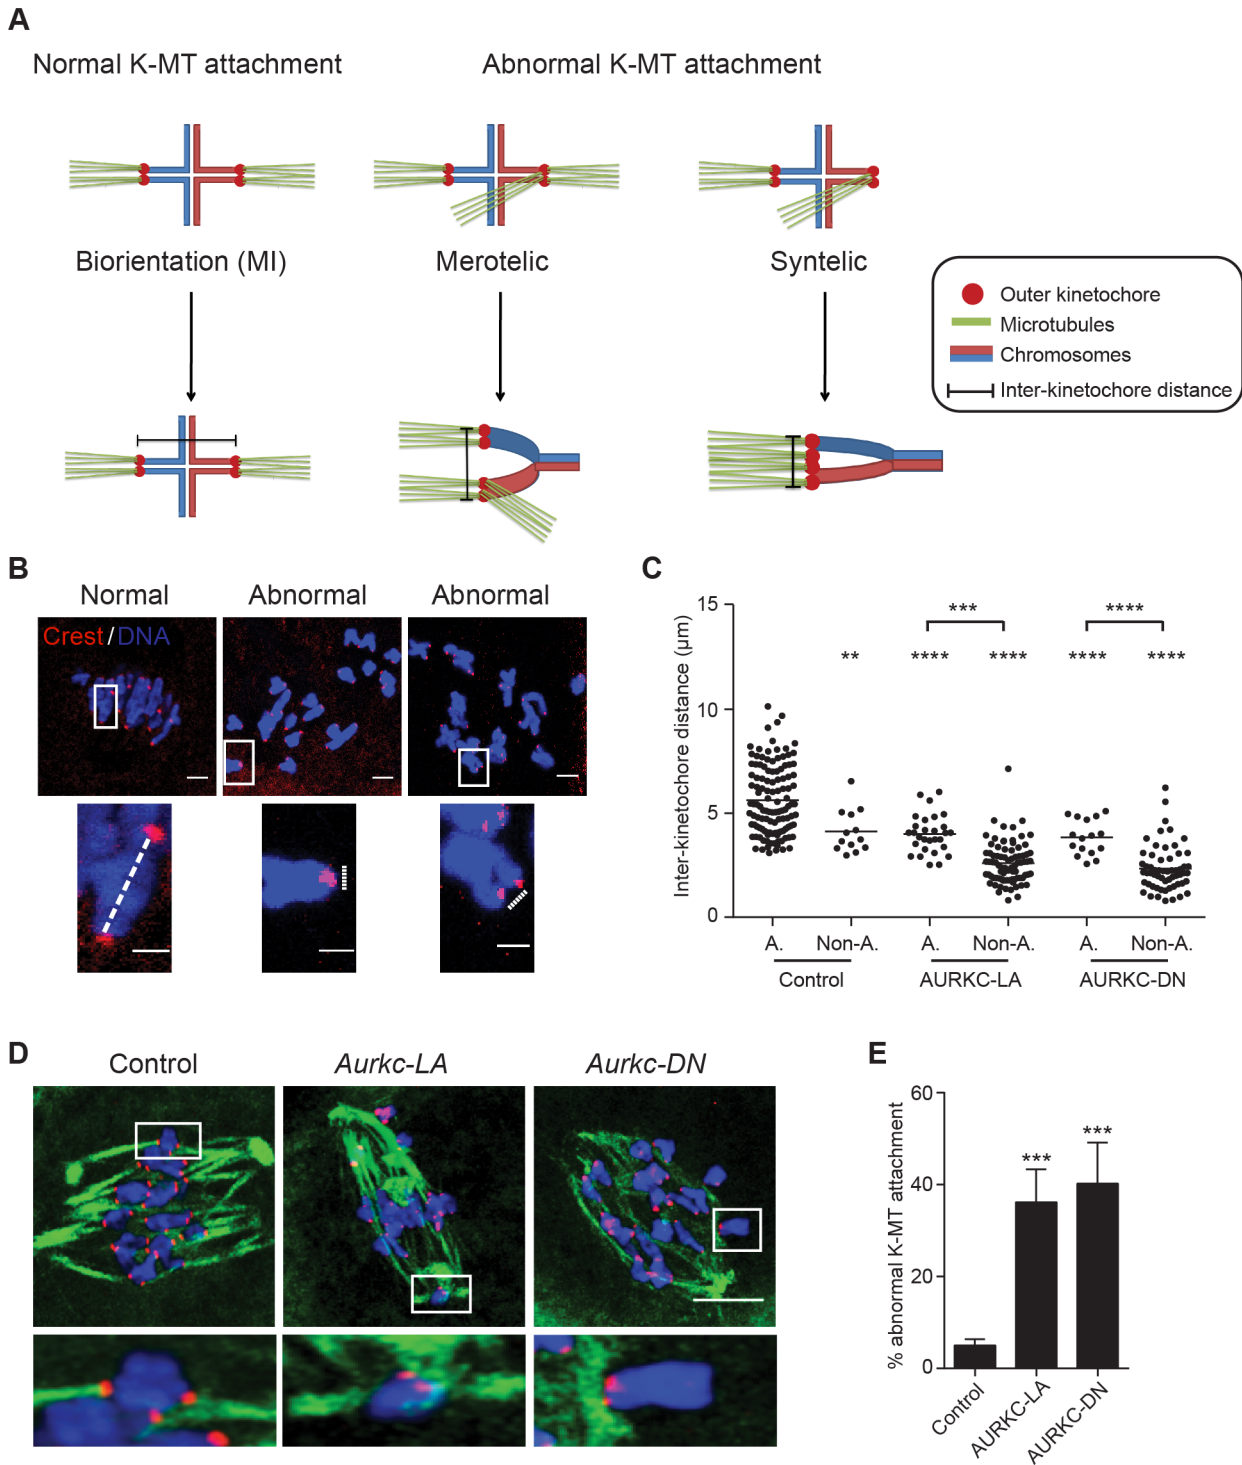 A
Normal K-MT attachment
Abnormal K-MT attachment
Biorientation (MI)
Merotelic
Syntelic
Outer kinetochore
Microtubules
Chromosomes
Inter-kinetochore distance
B
Normal
Abnormal
Abnormal
Crest/DNA
C
Inter-kinetochore distance (μm)
15
10
5
0
***
****
**
****
****
****
****
A.
Non-A.
A.
Non-A.
A.
Non-A.
Control
AURKC-LA
AURKC-DN
D
Control
Aurkc-LA
Aurkc-DN
E
% abnormal K-MT attachment
60
40
20
0
***
***
Control
AURKC-LA
AURKC-DN